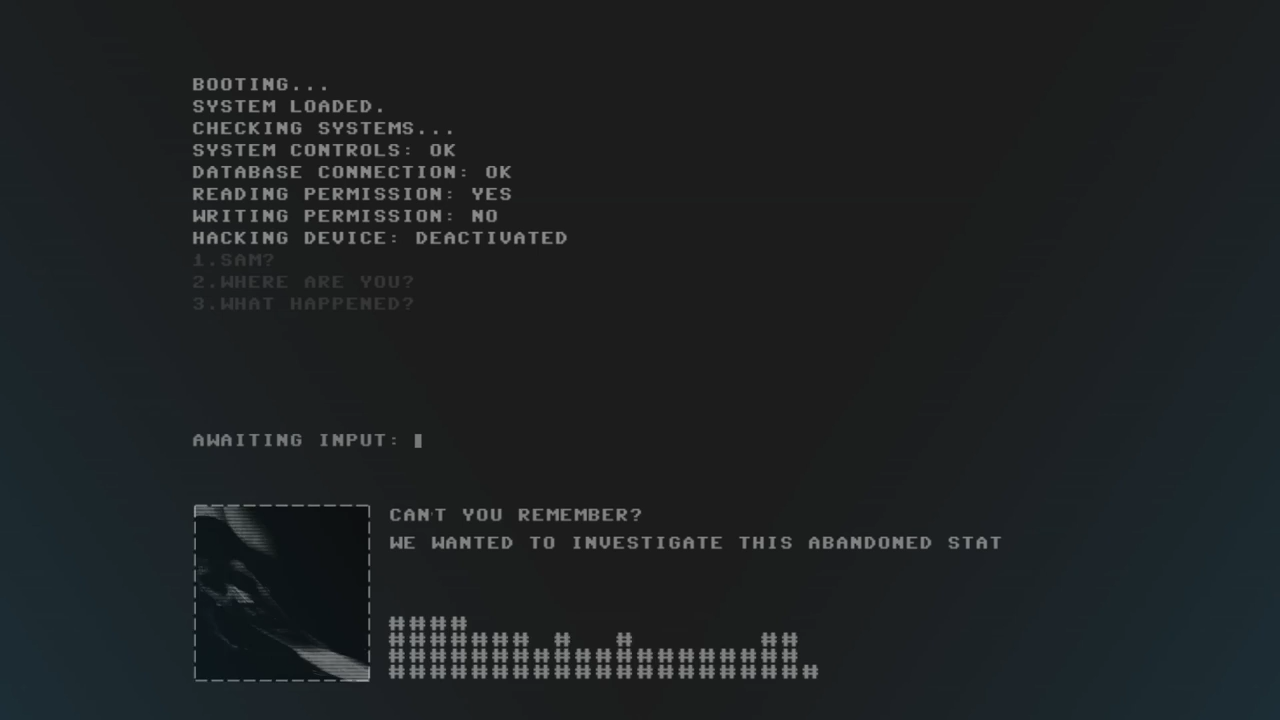 BOOTING...
SYSTEM LOADED.
CHECKING SYSTEMS...
SYSTEM CONTROLS: OK
DATABASE CONNECTION: OK
READING PERMISSION: YES
WRITING PERMISSION: NO
HACKING DEVICE: DEACTIVATED
1.SAM?
2.WHERE ARE YOU?
3.WHAT HAPPENED?
AWAITING INPUT:
CAN'T YOU REMEMBER?
WE WANTED TO INVESTIGATE THIS ABANDONED STAT